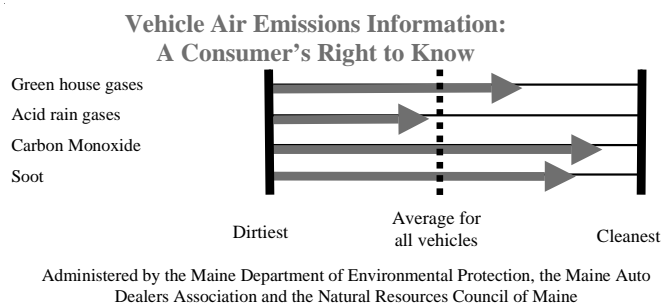 Vehicle Air Emissions Information:
A Consumer's Right to Know
Green house gases
Acid rain gases
Carbon Monoxide
Soot
Dirtiest
Average for
all vehicles
Cleanest
Administered by the Maine Department of Environmental Protection, the Maine Auto
Dealers Association and the Natural Resources Council of Maine